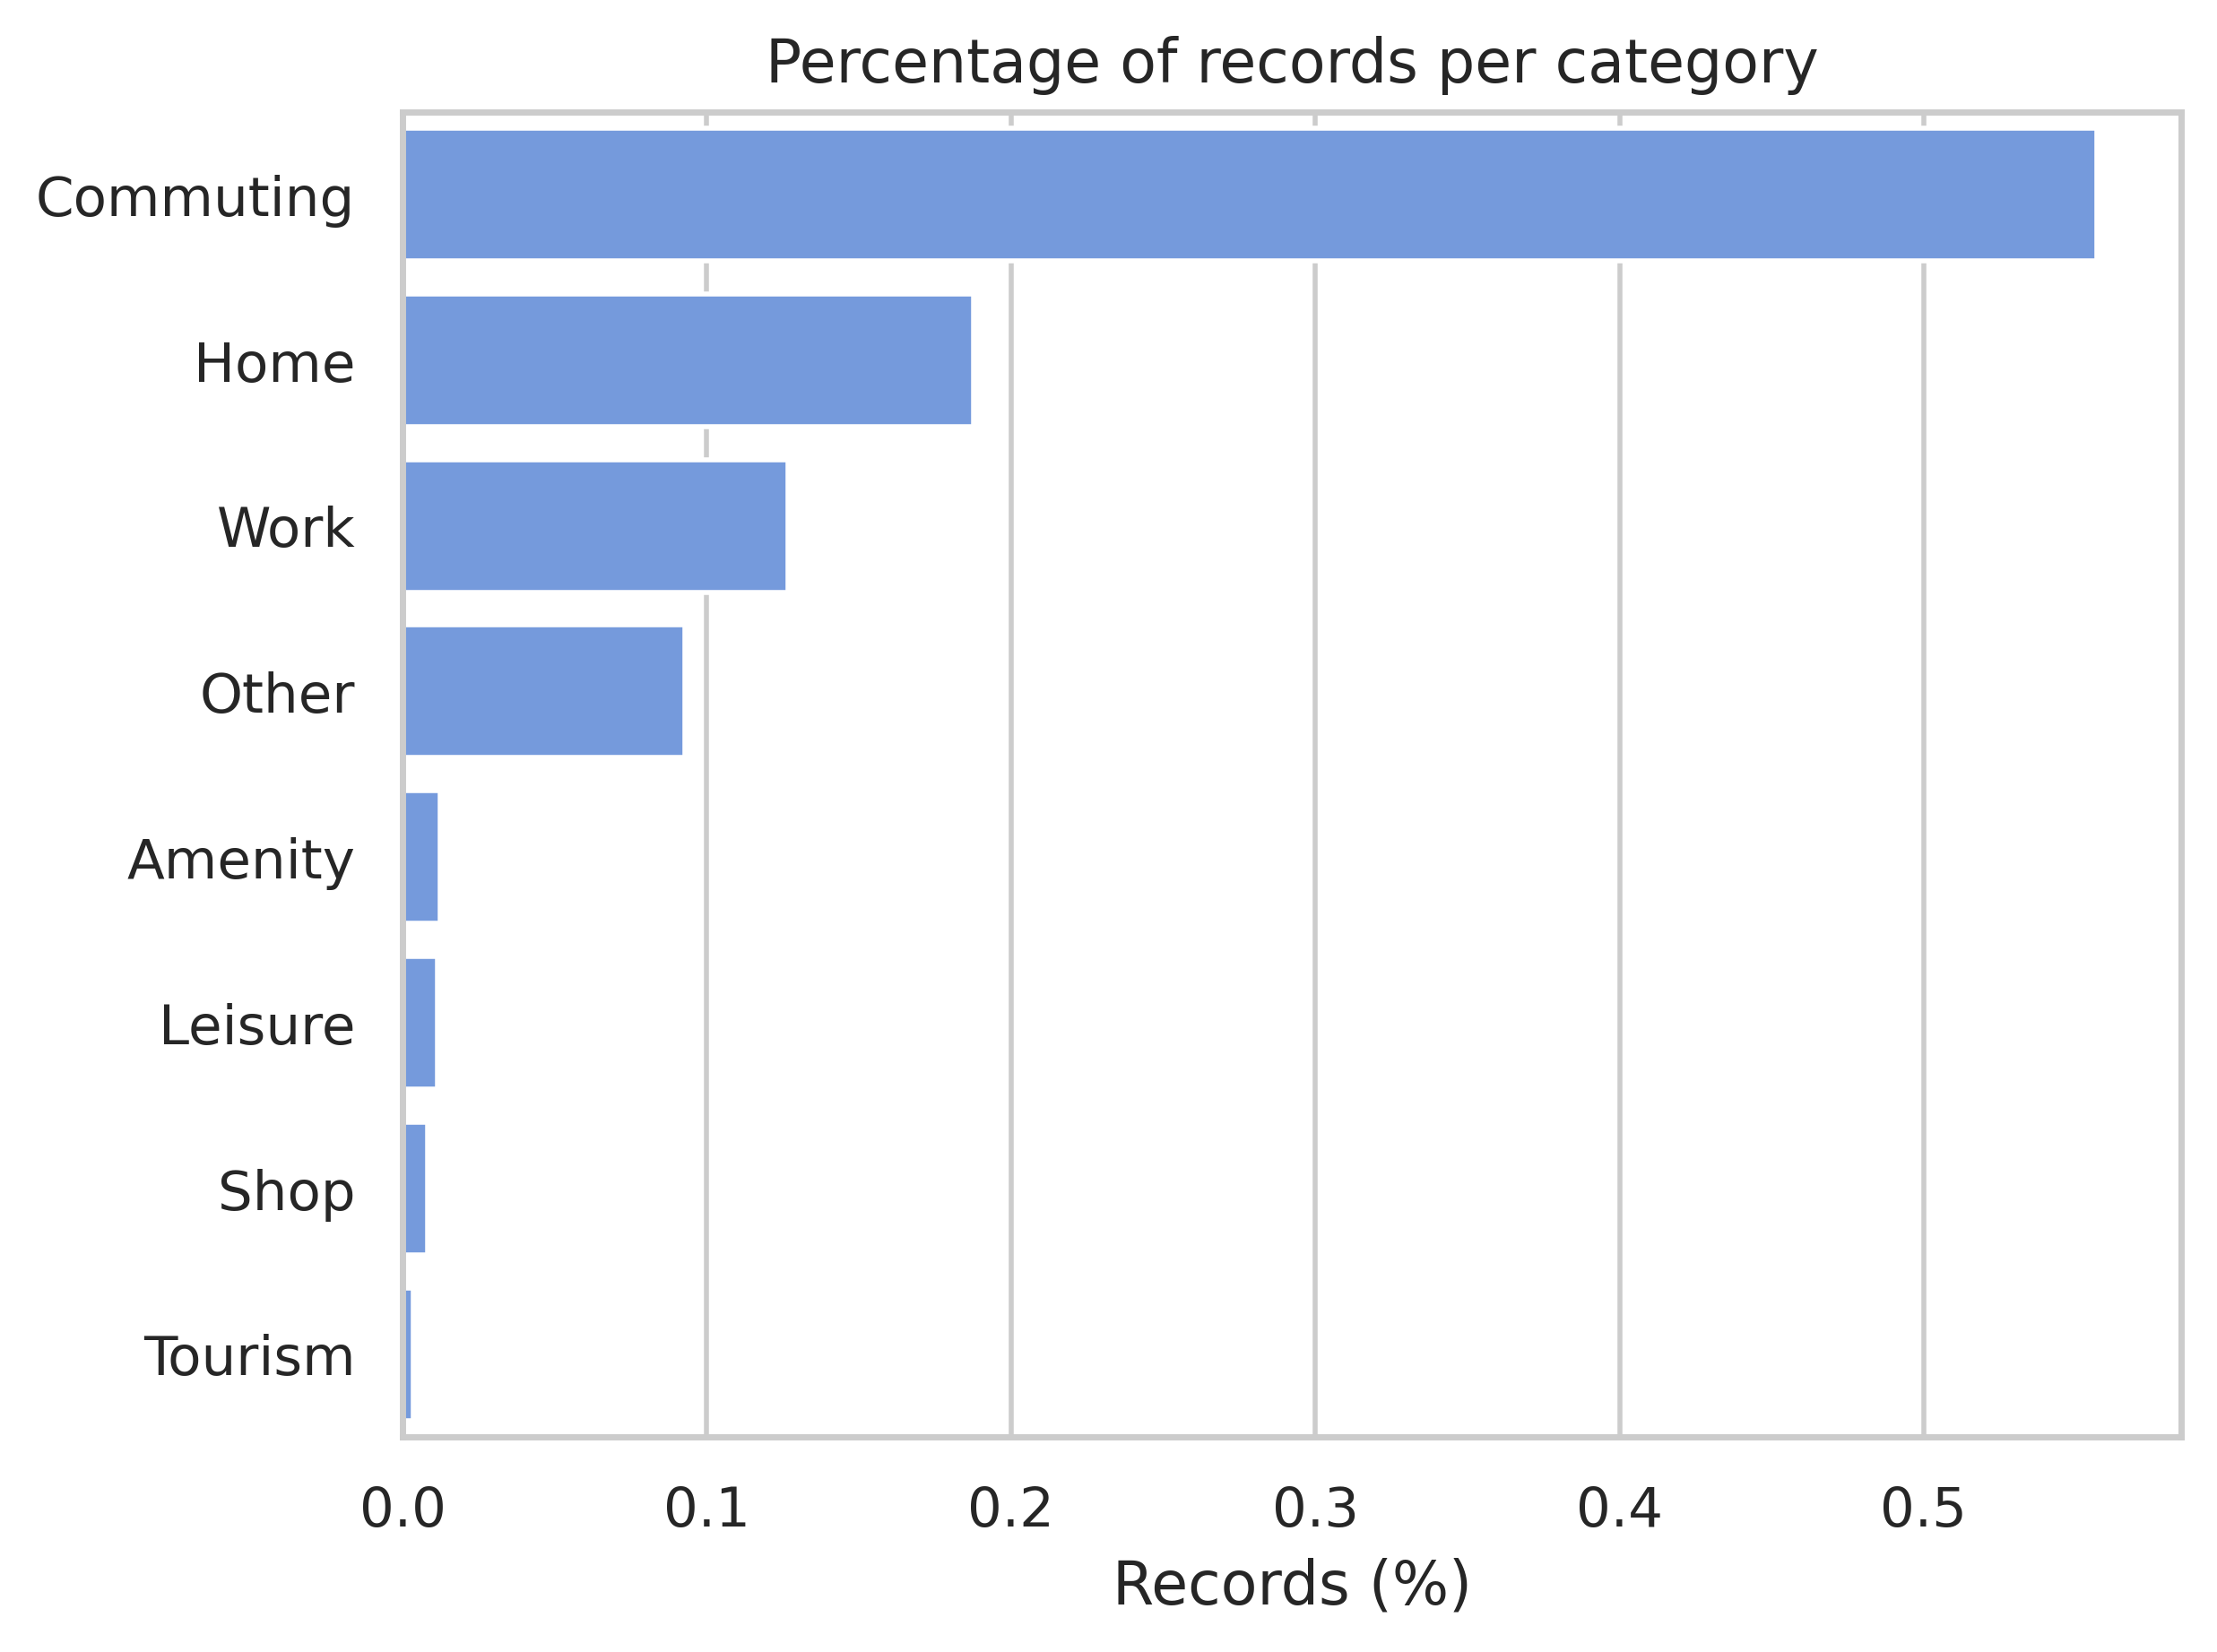 Percentage of records per category
Commuting
Home
Work
Other
Amenity
Leisure
Shop
Tourism
0.0 0.1 0.2 0.3 0.4 0.5
Records (%)